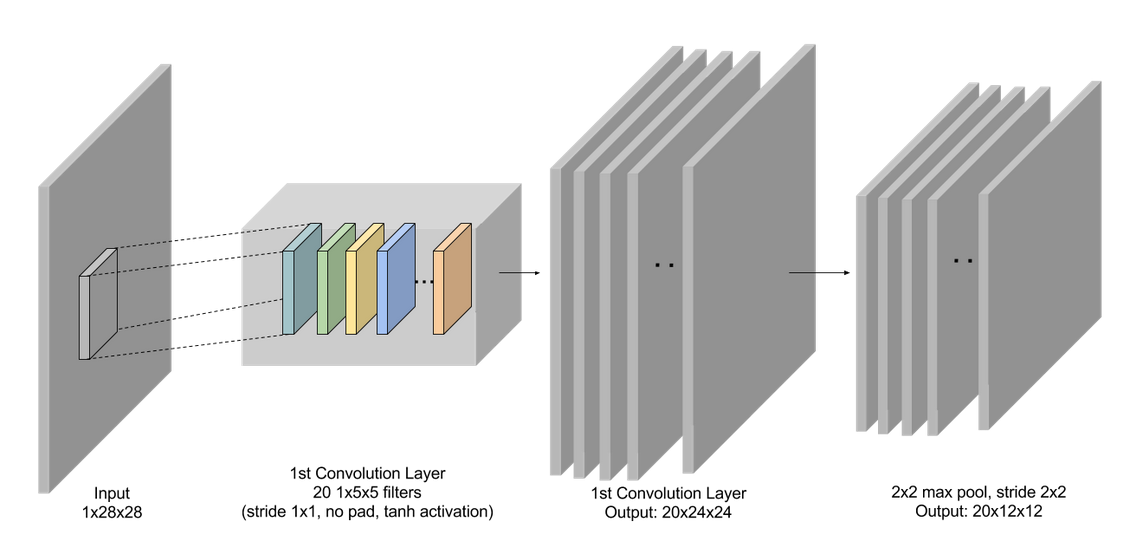 Input
1x28x28
1st Convolution Layer
20 1x5x5 filters
(stride 1x1, no pad, tanh activation)
1st Convolution Layer
Output: 20x24x24
2x2 max pool, stride 2x2
Output: 20x12x12